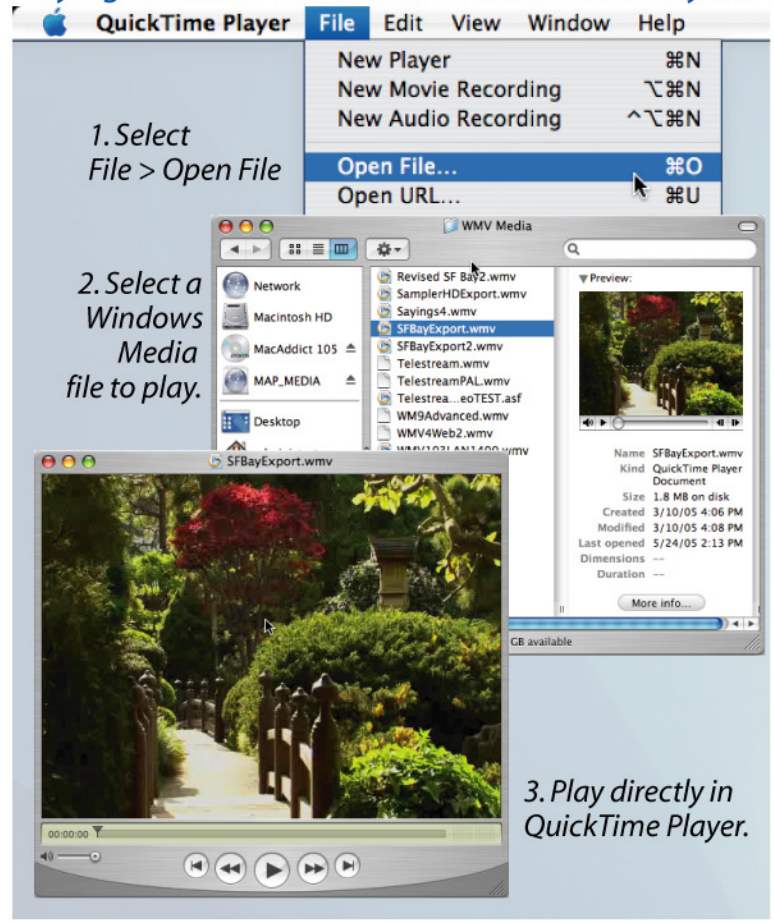 QuickTime Player File Edit View Window Help
New Player ⌘N
New Movie Recording ⌥⌘N
New Audio Recording ^⌥⌘N
Open File... ⌘O
Open URL... ⌘U
1. Select
File > Open File
WMV Media
2. Select a
Windows
Media
file to play.
Network
Macintosh HD
MacAddict 105
MAP_MEDIA
Desktop
Revised SF Bay2.wmv
SamplerHDExport.wmv
Sayings4.wmv
SFBayExport.wmv
SFBayExport2.wmv
Telestream.wmv
TelestreamPAL.wmv
Telestrea...eoTEST.asf
WM9Advanced.wmv
WMV4Web2.wmv
Preview:
Name SFBayExport.wmv
Kind QuickTime Player
Document
Size 1.8 MB on disk
Created 3/10/05 4:06 PM
Modified 3/10/05 4:08 PM
Last opened 5/24/05 2:13 PM
Dimensions --
Duration --
More info...
GB available
SFBayExport.wmv
00:00:00
3. Play directly in
QuickTime Player.